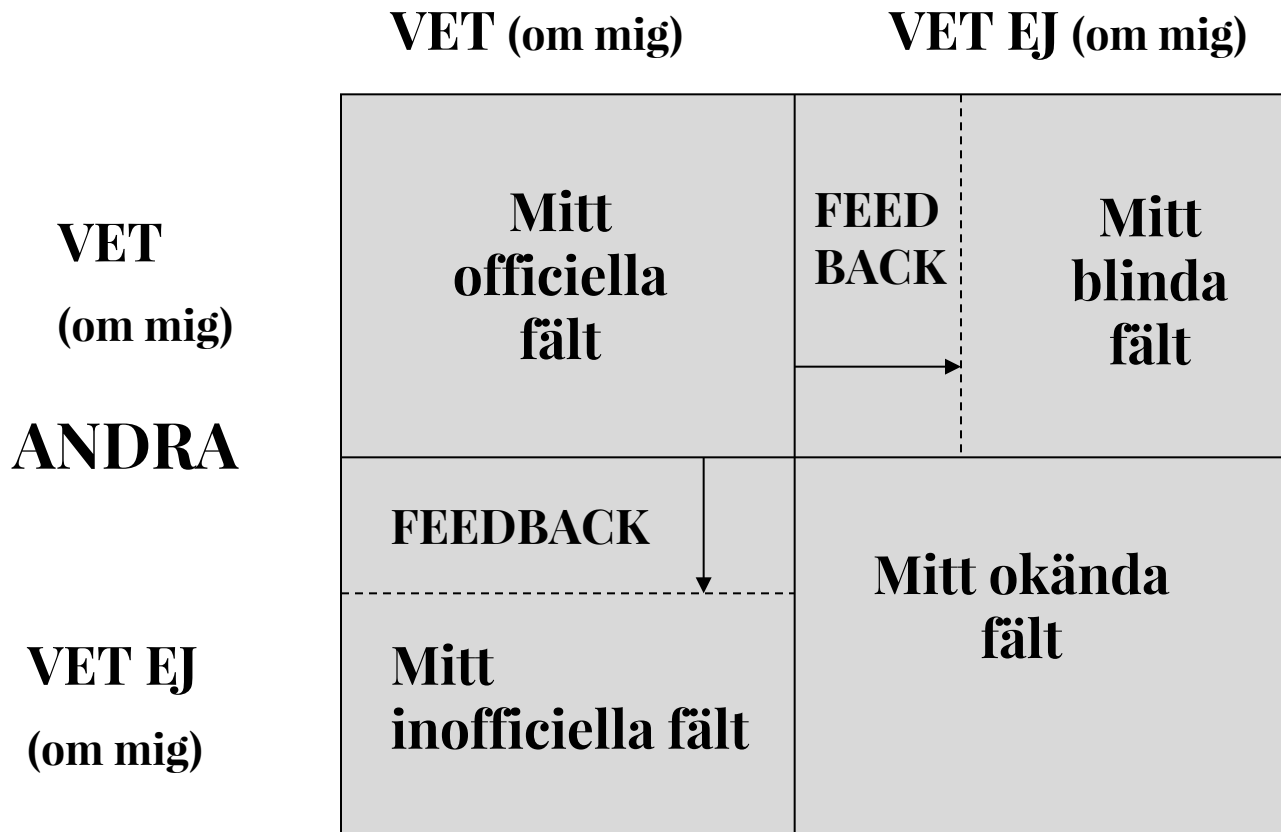 VET (om mig)
VET EJ (om mig)
VET
(om mig)
Mitt
officiella
fält
FEED
BACK
Mitt
blinda
fält
ANDRA
FEEDBACK
VET EJ
(om mig)
Mitt
inofficiella fält
Mitt okända
fält